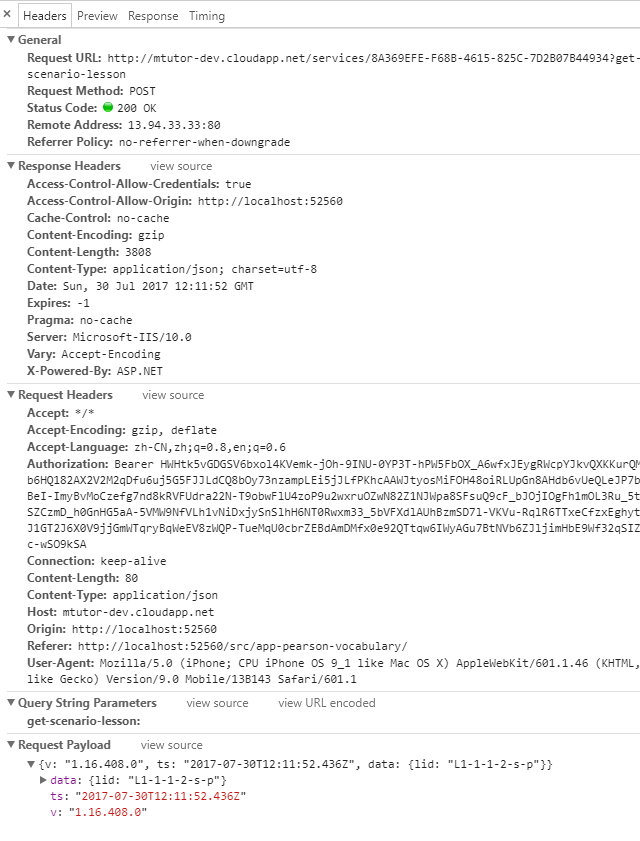 Headers Preview Response Timing
General
Request URL: http://mtutor-dev.cloudapp.net/services/8A369EFE-F68B-4615-825C-7D2B07B44934?get-
scenario-lesson
Request Method: POST
Status Code: 200 OK
Remote Address: 13.94.33.33:80
Referrer Policy: no-referrer-when-downgrade
Response Headers view source
Access-Control-Allow-Credentials: true
Access-Control-Allow-Origin: http://localhost:52560
Cache-Control: no-cache
Content-Encoding: gzip
Content-Length: 3808
Content-Type: application/json; charset=utf-8
Date: Sun, 30 Jul 2017 12:11:52 GMT
Expires: -1
Pragma: no-cache
Server: Microsoft-IIS/10.0
Vary: Accept-Encoding
X-Powered-By: ASP.NET
Request Headers view source
Accept: */*
Accept-Encoding: gzip, deflate
Accept-Language: zh-CN,zh;q=0.8,en;q=0.6
Authorization: Bearer HWHtk5vGDGSV6bxol4KVemk-jOh-9INU-0YP3T-hPW5FbOX_A6wfxJEygRWcpYJkvQXKKurQM
b6HQ182AX2V2M2qDfu6uj5G5FJJLdCQ8bOy73nzampLEi5jJLfPKhcAAWJtyosMiFOH48oiRLUpGn8AHdb6vUeQLeJP7b
BeI-ImyBvMoCzefg7nd8kRVFUdra22N-T9obwFlU4zoP9u2wxruOZwN82Z1NJWpa8SFsuQ9cF_bJOjIOgFh1mOL3Ru_5t
SZCzmD_h0GnHG5aA-5VMW9NfVLh1vNiDxjySnSlhH6NT0Rwxm33_5bVFXdlAUhBzmSD7l-VKVu-RqlR6TTxeCfzxEghyt
J1GT2J6X0V9jjGmWTqryBqWeEV8zWQP-TueMqU0cbrZEBdAmDMfx0e92QTtqw6IWyAGu7BtNVb6ZJljimHbE9Wf32qSIZ
c-wSO9kSA
Connection: keep-alive
Content-Length: 80
Content-Type: application/json
Host: mtutor-dev.cloudapp.net
Origin: http://localhost:52560
Referer: http://localhost:52560/src/app-pearson-vocabulary/
User-Agent: Mozilla/5.0 (iPhone; CPU iPhone OS 9_1 like Mac OS X) AppleWebKit/601.1.46 (KHTML,
like Gecko) Version/9.0 Mobile/13B143 Safari/601.1
Query String Parameters view source view URL encoded
get-scenario-lesson:
Request Payload view source
{v: "1.16.408.0", ts: "2017-07-30T12:11:52.436Z", data: {lid: "L1-1-1-2-s-p"}}
data: {lid: "L1-1-1-2-s-p"}
ts: "2017-07-30T12:11:52.436Z"
v: "1.16.408.0"